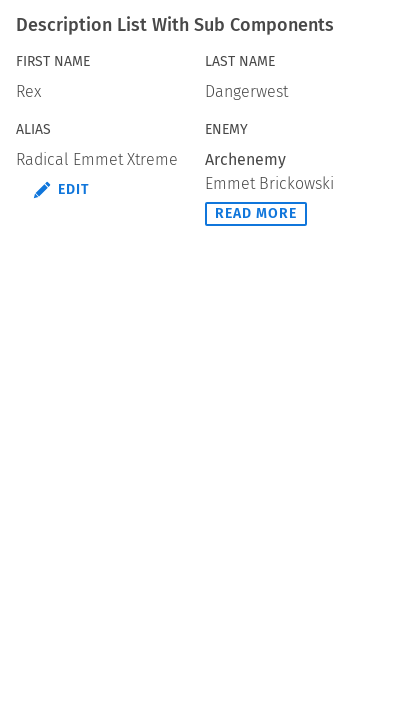 Description List With Sub Components
FIRST NAME
Rex
LAST NAME
Dangerwest
ALIAS
Radical Emmet Xtreme
EDIT
ENEMY
Archenemy
Emmet Brickowski
READ MORE